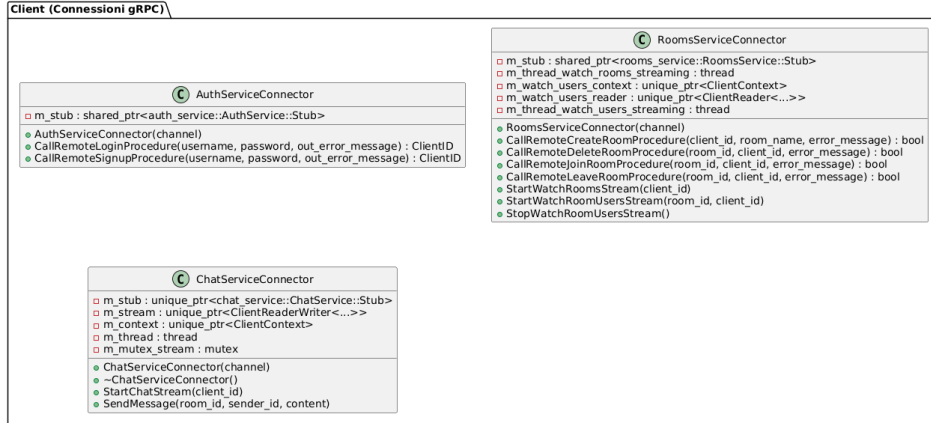 Client (Connessioni gRPC)
C RoomsServiceConnector
m_stub : shared_ptr<rooms_service::RoomsService::Stub>
m_thread_watch_rooms_streaming : thread
m_watch_users_context : unique_ptr<ClientContext>
m_watch_users_reader : unique_ptr<ClientReader<...>>
m_thread_watch_users_streaming : thread
RoomsServiceConnector(channel)
CallRemoteCreateRoomProcedure(client_id, room_name, error_message) : bool
CallRemoteDeleteRoomProcedure(room_id, client_id, error_message) : bool
CallRemoteJoinRoomProcedure(room_id, client_id, error_message) : bool
CallRemoteLeaveRoomProcedure(room_id, client_id, error_message) : bool
StartWatchRoomsStream(client_id)
StartWatchRoomUsersStream(room_id, client_id)
StopWatchRoomUsersStream()
C AuthServiceConnector
m_stub : shared_ptr<auth_service::AuthService::Stub>
AuthServiceConnector(channel)
CallRemoteLoginProcedure(username, password, out_error_message) : ClientID
CallRemoteSignupProcedure(username, password, out_error_message) : ClientID
C ChatServiceConnector
m_stub : unique_ptr<chat_service::ChatService::Stub>
m_stream : unique_ptr<ClientReaderWriter<...>>
m_context : unique_ptr<ClientContext>
m_thread : thread
m_mutex_stream : mutex
ChatServiceConnector(channel)
~ChatServiceConnector()
StartChatStream(client_id)
SendMessage(room_id, sender_id, content)